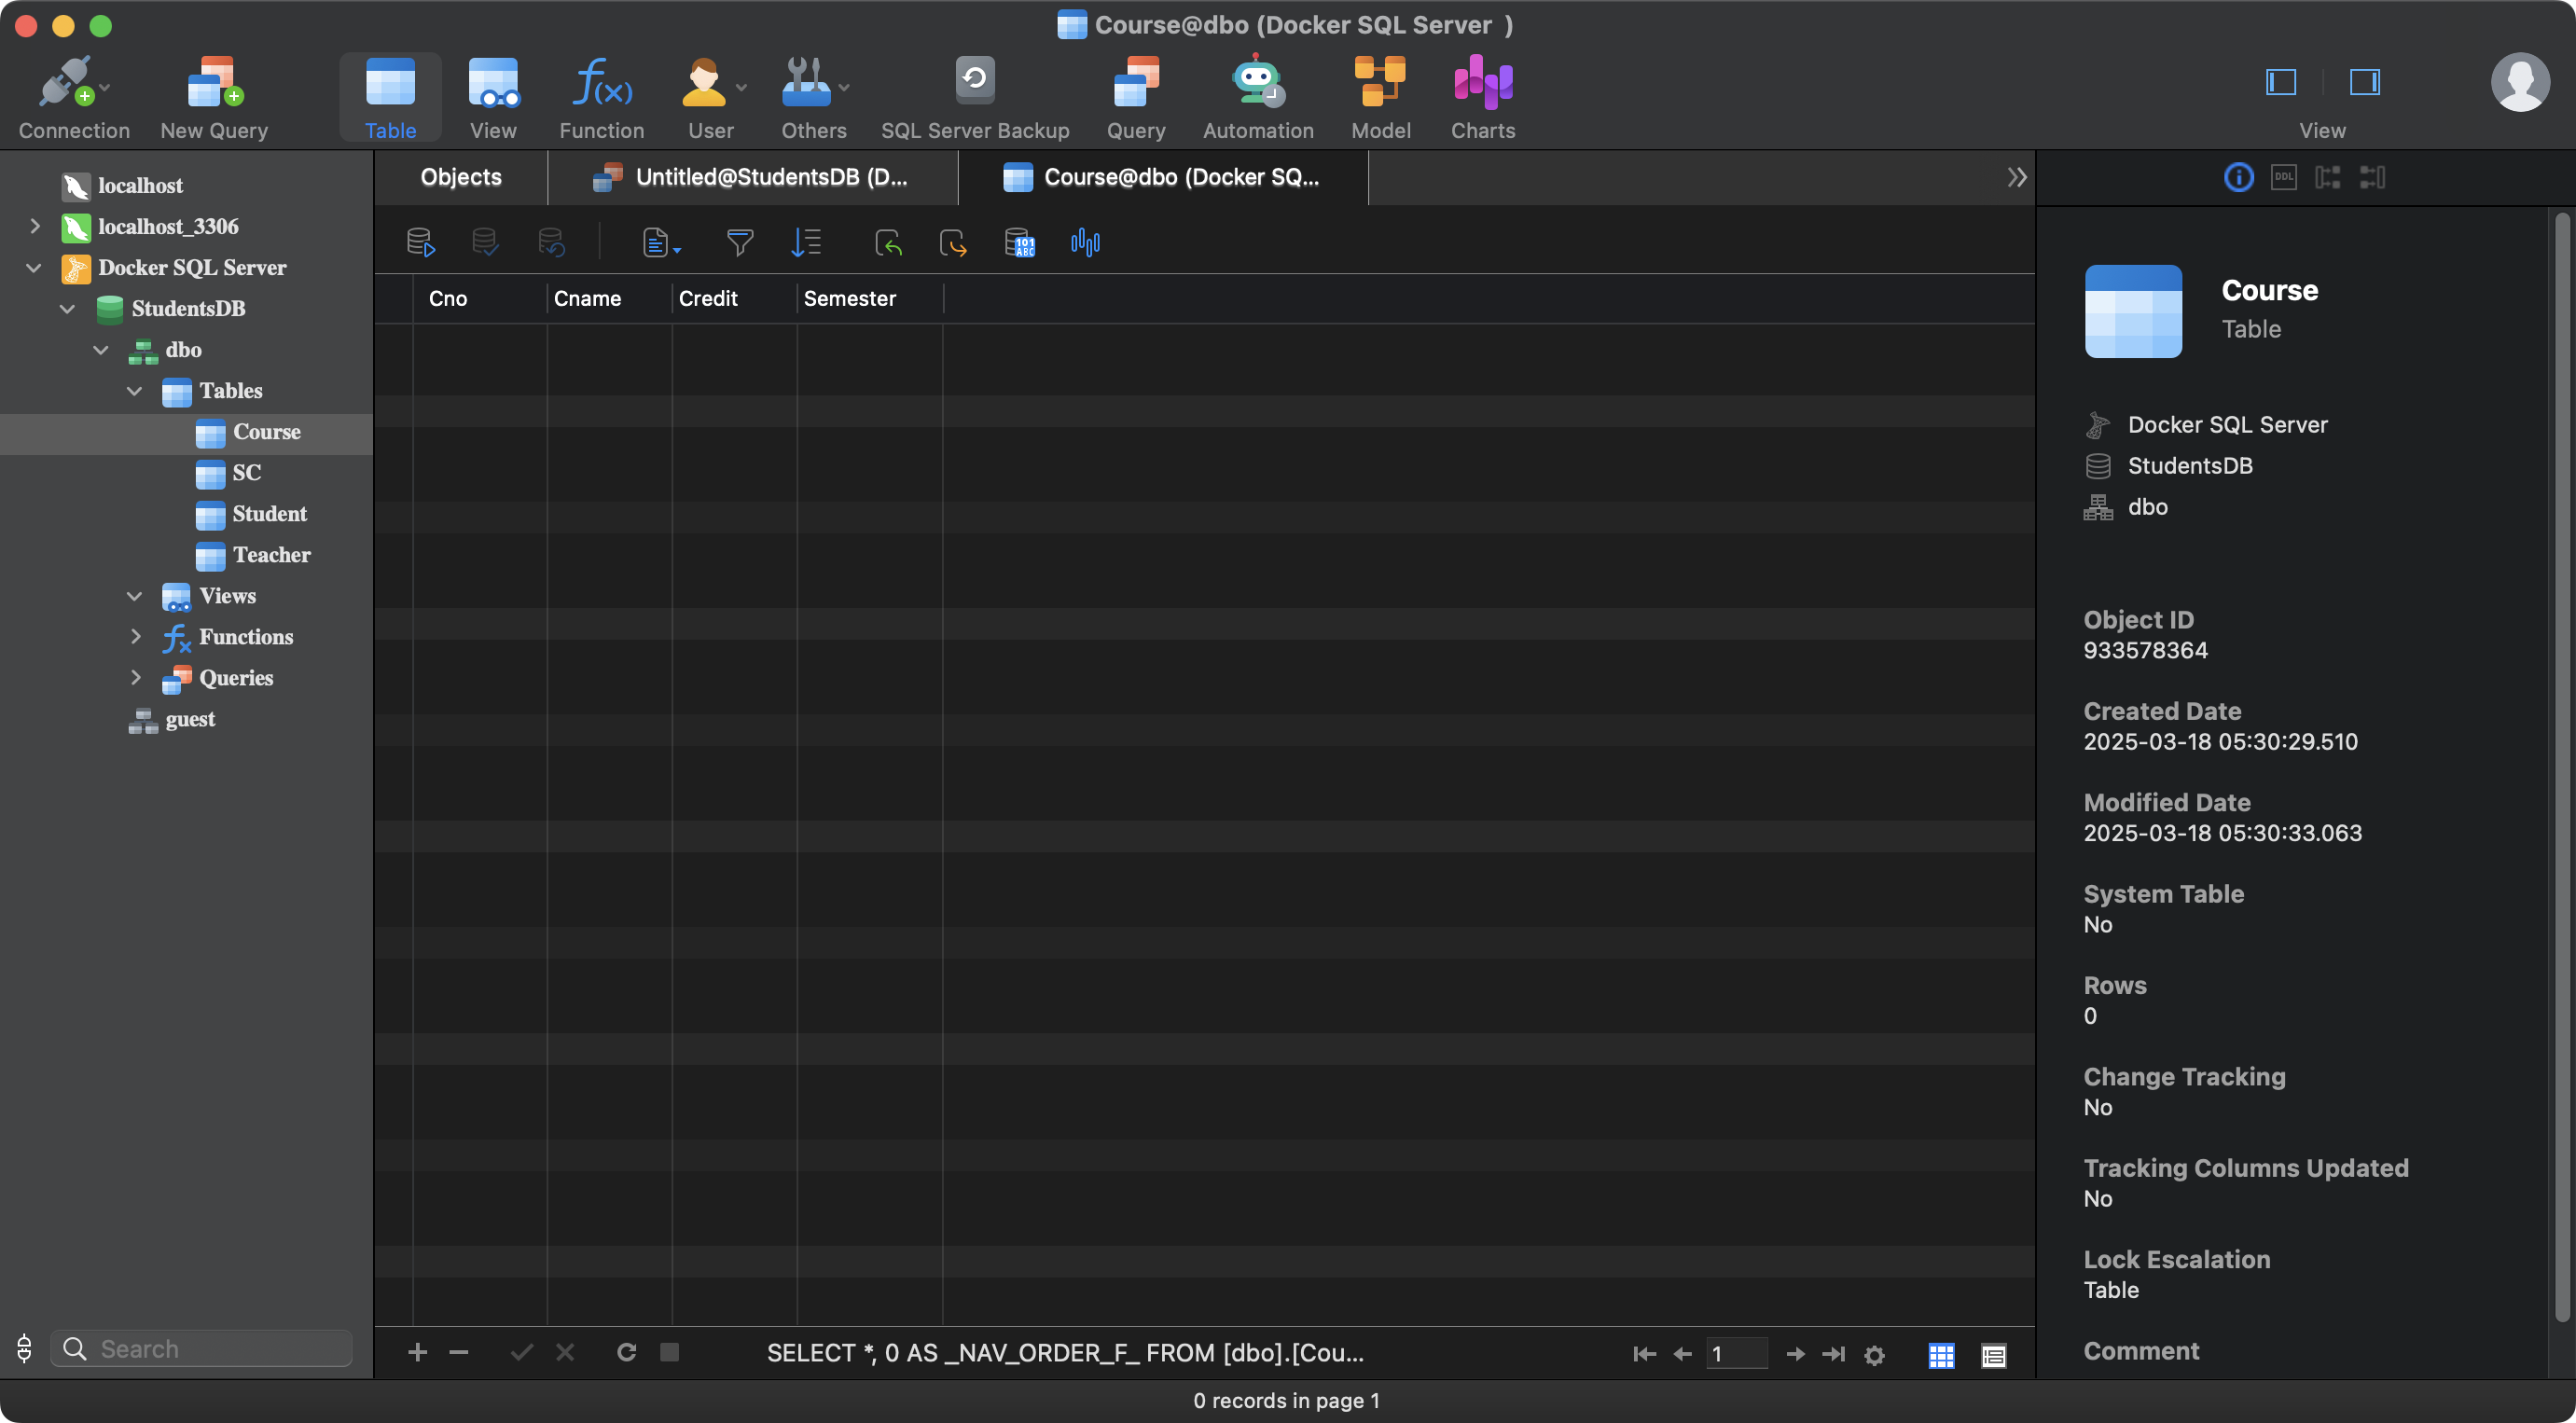 Course@dbo (Docker SQL Server )
Connection
New Query
Table
View
Function
User
Others
SQL Server Backup
Query
Automation
Model
Charts
View
localhost
localhost_3306
Docker SQL Server
StudentsDB
dbo
Tables
Course
SC
Student
Teacher
Views
Functions
Queries
guest
Search
Objects
Untitled@StudentsDB (D...
Course@dbo (Docker SQ...
101
ABC
Cno
Cname
Credit
Semester
SELECT *, 0 AS _NAV_ORDER_F_ FROM [dbo].[Cou...
1
DDL
Course
Table
Docker SQL Server
StudentsDB
dbo
Object ID
933578364
Created Date
2025-03-18 05:30:29.510
Modified Date
2025-03-18 05:30:33.063
System Table
No
Rows
0
Change Tracking
No
Tracking Columns Updated
No
Lock Escalation
Table
Comment
0 records in page 1